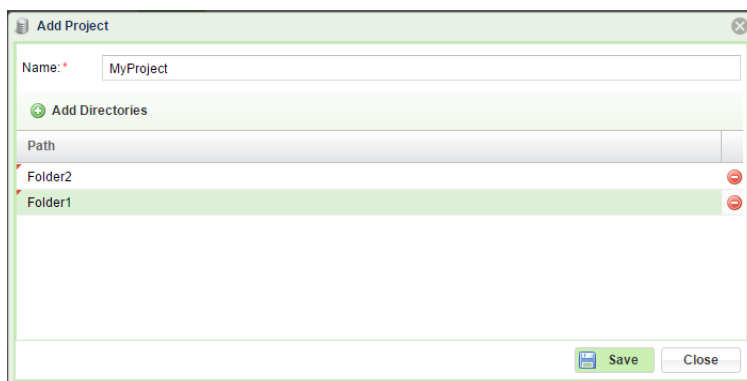 Add Project
Name:* MyProject
Add Directories
Path
Folder2
Folder1
Save Close